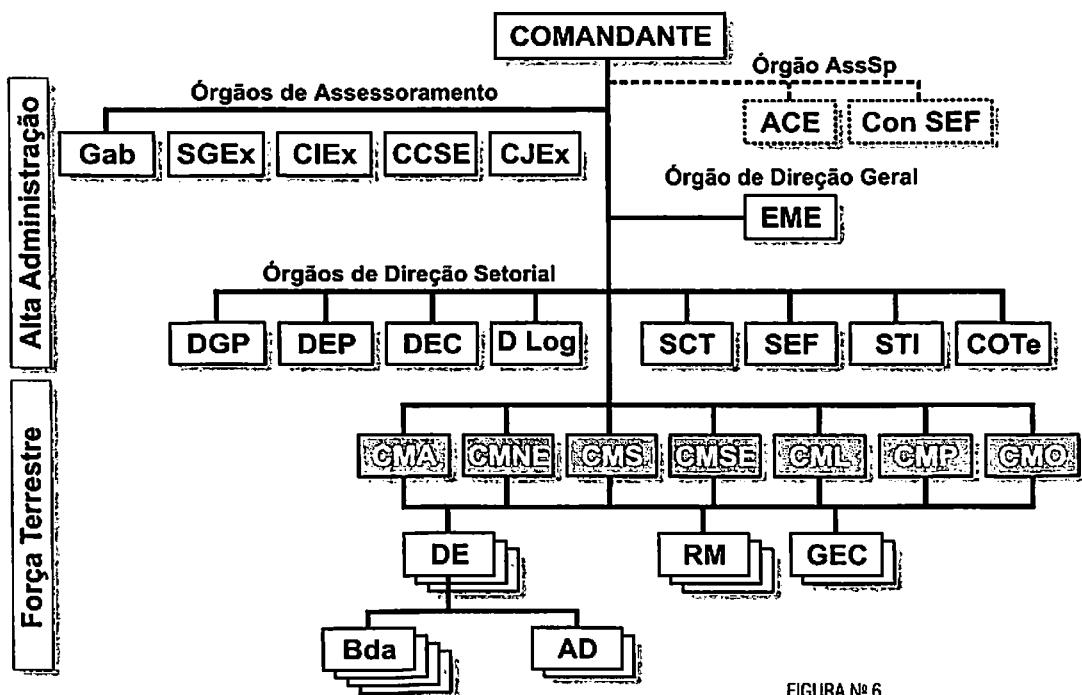 COMANDANTE
Órgão AssSp
Órgãos de Assessoramento
ACE Con SEF
Gab SGEx CIEx CCSE CJEx
Órgão de Direção Geral
EME
Alta Administração
Órgãos de Direção Setorial
DGP DEP DEC D Log SCT SEF STI COTe
Força Terrestre
CMA CMNE CMS CMSE CML CMP CMO
DE RM GEC
Bda AD
FIGURA Nº 6